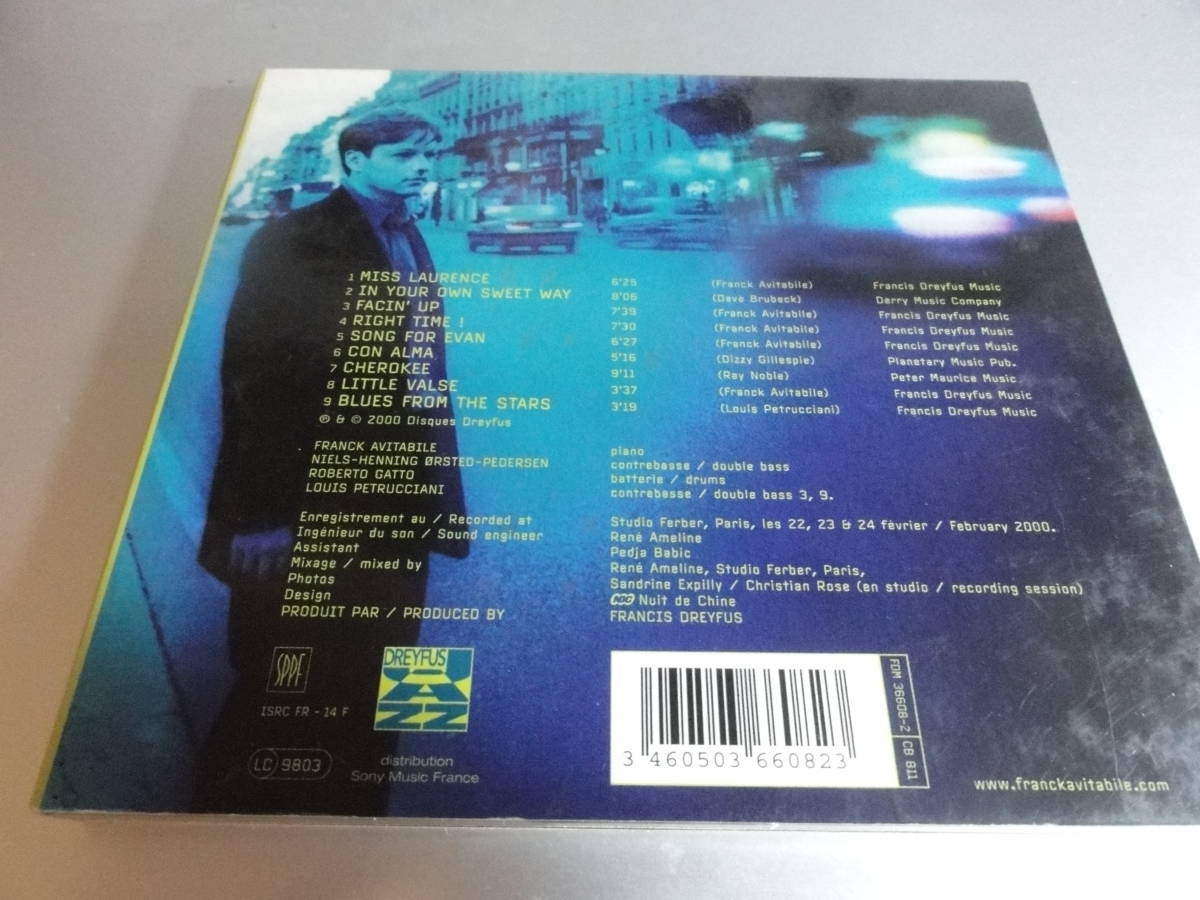 1 MISS LAURENCE 6'25 (Franck Avitabile) Francis Dreyfus Music
2 IN YOUR OWN SWEET WAY 8'06 (Dave Brubeck) Derry Music Company
3 FACIN' UP 7'39 (Franck Avitabile) Francis Dreyfus Music
4 RIGHT TIME ! 7'30 (Franck Avitabile) Francis Dreyfus Music
5 SONG FOR EVAN 6'27 (Franck Avitabile) Francis Dreyfus Music
6 CON ALMA 5'16 (Dizzy Gillespie) Planetary Music Pub.
7 CHEROKEE 9'11 (Ray Noble) Peter Maurice Music
8 LITTLE VALSE 3'37 (Franck Avitabile) Francis Dreyfus Music
9 BLUES FROM THE STARS 3'19 (Louis Petrucciani) Francis Dreyfus Music
℗ & © 2000 Disques Dreyfus
FRANCK AVITABILE piano
NIELS-HENNING ØRSTED-PEDERSEN contrebasse / double bass
ROBERTO GATTO batterie / drums
LOUIS PETRUCCIANI contrebasse / double bass 3, 9.
Enregistrement au / Recorded at Studio Ferber, Paris, les 22, 23 & 24 février / February 2000.
Ingénieur du son / Sound engineer René Ameline
Assistant Pedja Babic
Mixage / mixed by René Ameline, Studio Ferber, Paris,
Photos Sandrine Expilly / Christian Rose (en studio / recording session)
Design Nuit de Chine
PRODUIT PAR / PRODUCED BY FRANCIS DREYFUS
SPPF
ISRC FR - 14 F
LC 9803
DREYFUS
JAZZ
distribution
Sony Music France
3 460503 660823
FDM 36608-2
CB 811
www.franckavitabile.com